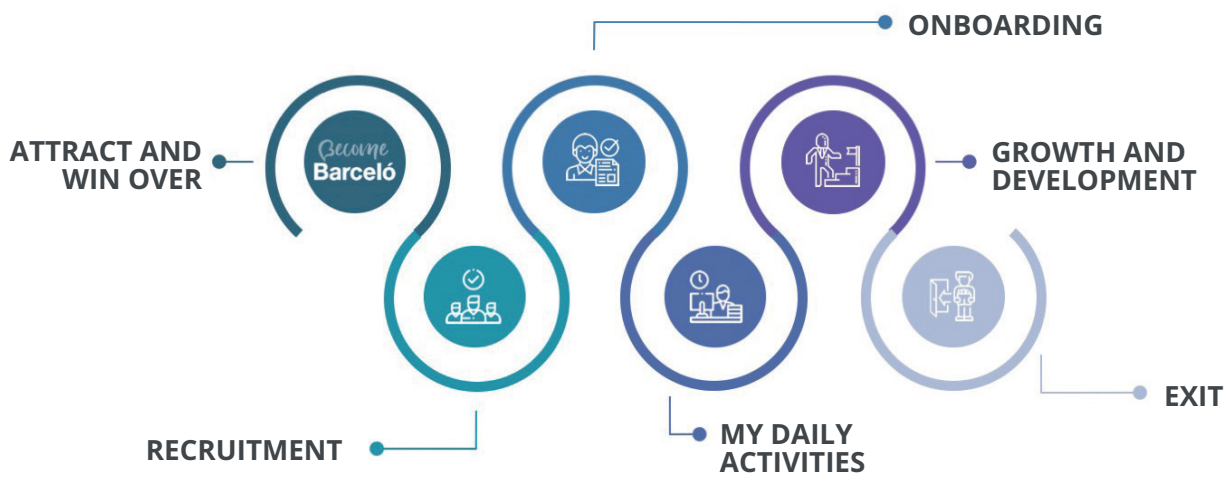 ONBOARDING
ATTRACT AND
WIN OVER
Become
Barceló
GROWTH AND
DEVELOPMENT
RECRUITMENT
MY DAILY
ACTIVITIES
EXIT